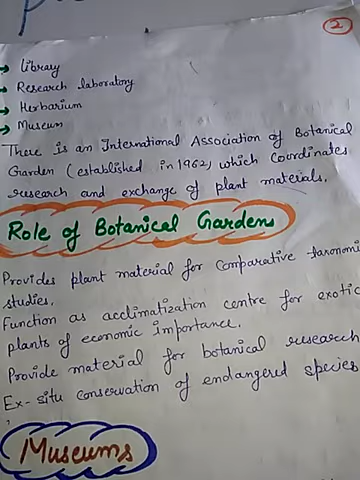 2
→ Library
→ Research laboratory
→ Herbarium
→ Museum
There is an International Association of Botanical
Garden (established in 1962) which Coordinates
research and exchange of plant materials.
Role of Botanical Gardens
Provides plant material for comparative taxonomi
studies.
Function as acclimatization centre for exotic
plants of economic importance.
Provide material for botanical research
Ex-situ conservation of endangered species
Museums